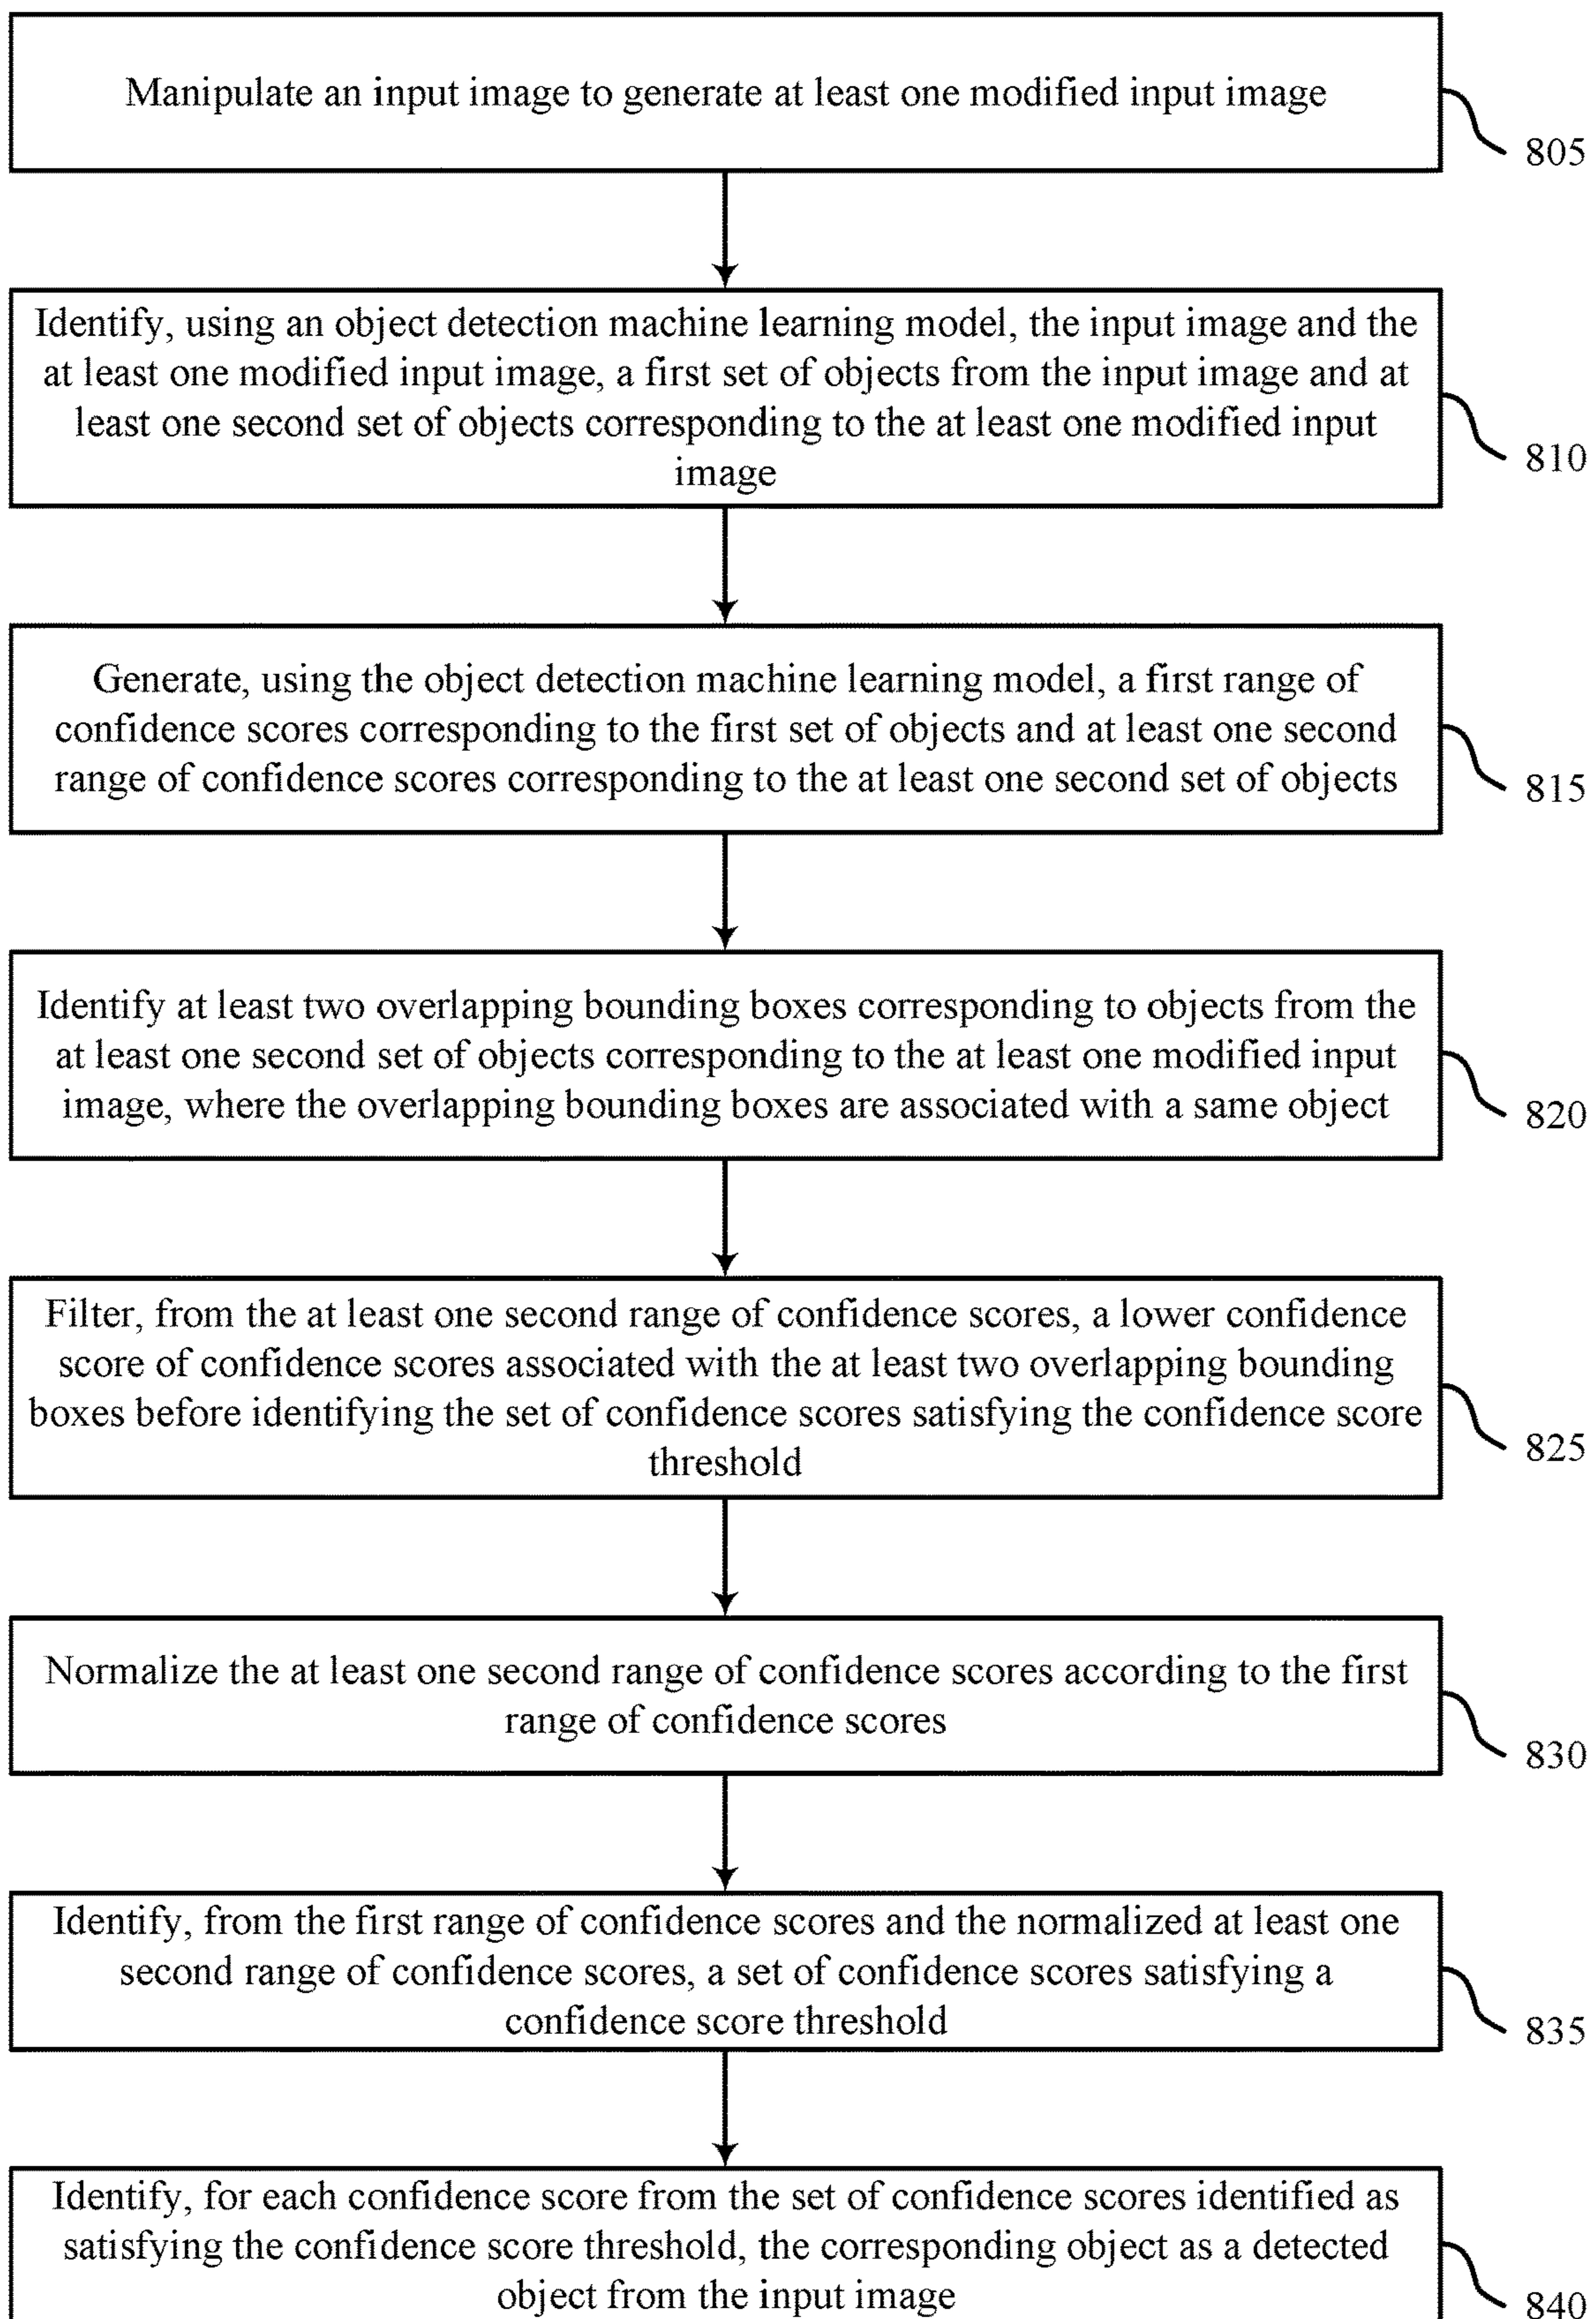 Manipulate an input image to generate at least one modified input image
805
Identify, using an object detection machine learning model, the input image and the
at least one modified input image, a first set of objects from the input image and at
least one second set of objects corresponding to the at least one modified input
image
810
Generate, using the object detection machine learning model, a first range of
confidence scores corresponding to the first set of objects and at least one second
range of confidence scores corresponding to the at least one second set of objects
815
Identify at least two overlapping bounding boxes corresponding to objects from the
at least one second set of objects corresponding to the at least one modified input
image, where the overlapping bounding boxes are associated with a same object
820
Filter, from the at least one second range of confidence scores, a lower confidence
score of confidence scores associated with the at least two overlapping bounding
boxes before identifying the set of confidence scores satisfying the confidence score
threshold
825
Normalize the at least one second range of confidence scores according to the first
range of confidence scores
830
Identify, from the first range of confidence scores and the normalized at least one
second range of confidence scores, a set of confidence scores satisfying a
confidence score threshold
835
Identify, for each confidence score from the set of confidence scores identified as
satisfying the confidence score threshold, the corresponding object as a detected
object from the input image
840